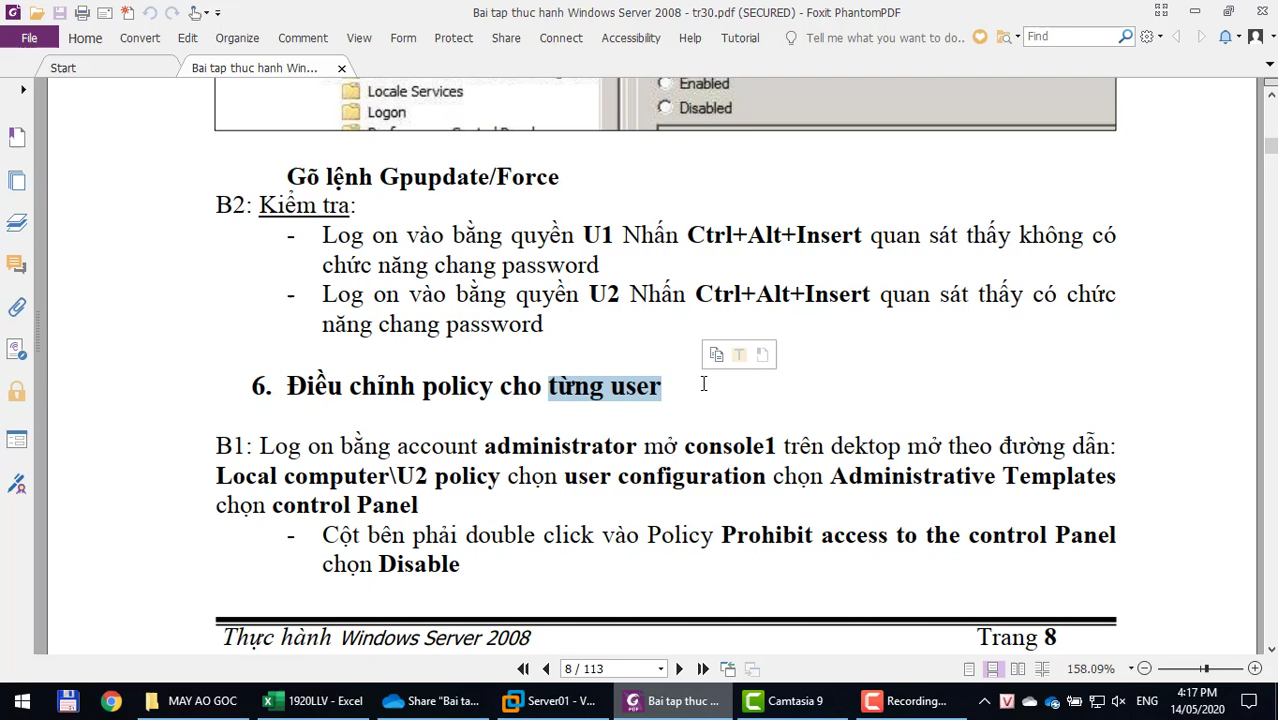 Bai tap thuc hanh Windows Server 2008 - tr30.pdf (SECURED) - Foxit PhantomPDF
File Home Convert Edit Organize Comment View Form Protect Share Connect Accessibility Help Tutorial Tell me what you want to do.. Find
Start Bai tap thuc hanh Win...
Locale Services
Enabled
Logon
Disabled
Gõ lệnh Gpupdate/Force
B2: Kiểm tra:
- Log on vào bằng quyền U1 Nhấn Ctrl+Alt+Insert quan sát thấy không có
chức năng chang password
- Log on vào bằng quyền U2 Nhấn Ctrl+Alt+Insert quan sát thấy có chức
năng chang password
6. Điều chỉnh policy cho từng user
B1: Log on bằng account administrator mở console1 trên dektop mở theo đường dẫn:
Local computer\U2 policy chọn user configuration chọn Administrative Templates
chọn control Panel
- Cột bên phải double click vào Policy Prohibit access to the control Panel
chọn Disable
Thực hành Windows Server 2008 Trang 8
8 / 113 158.09%
MAY AO GOC 1920LLV - Excel Share "Bai ta... Server01 - V... Bai tap thuc ... Camtasia 9 Recording... ENG 4:17 PM
14/05/2020